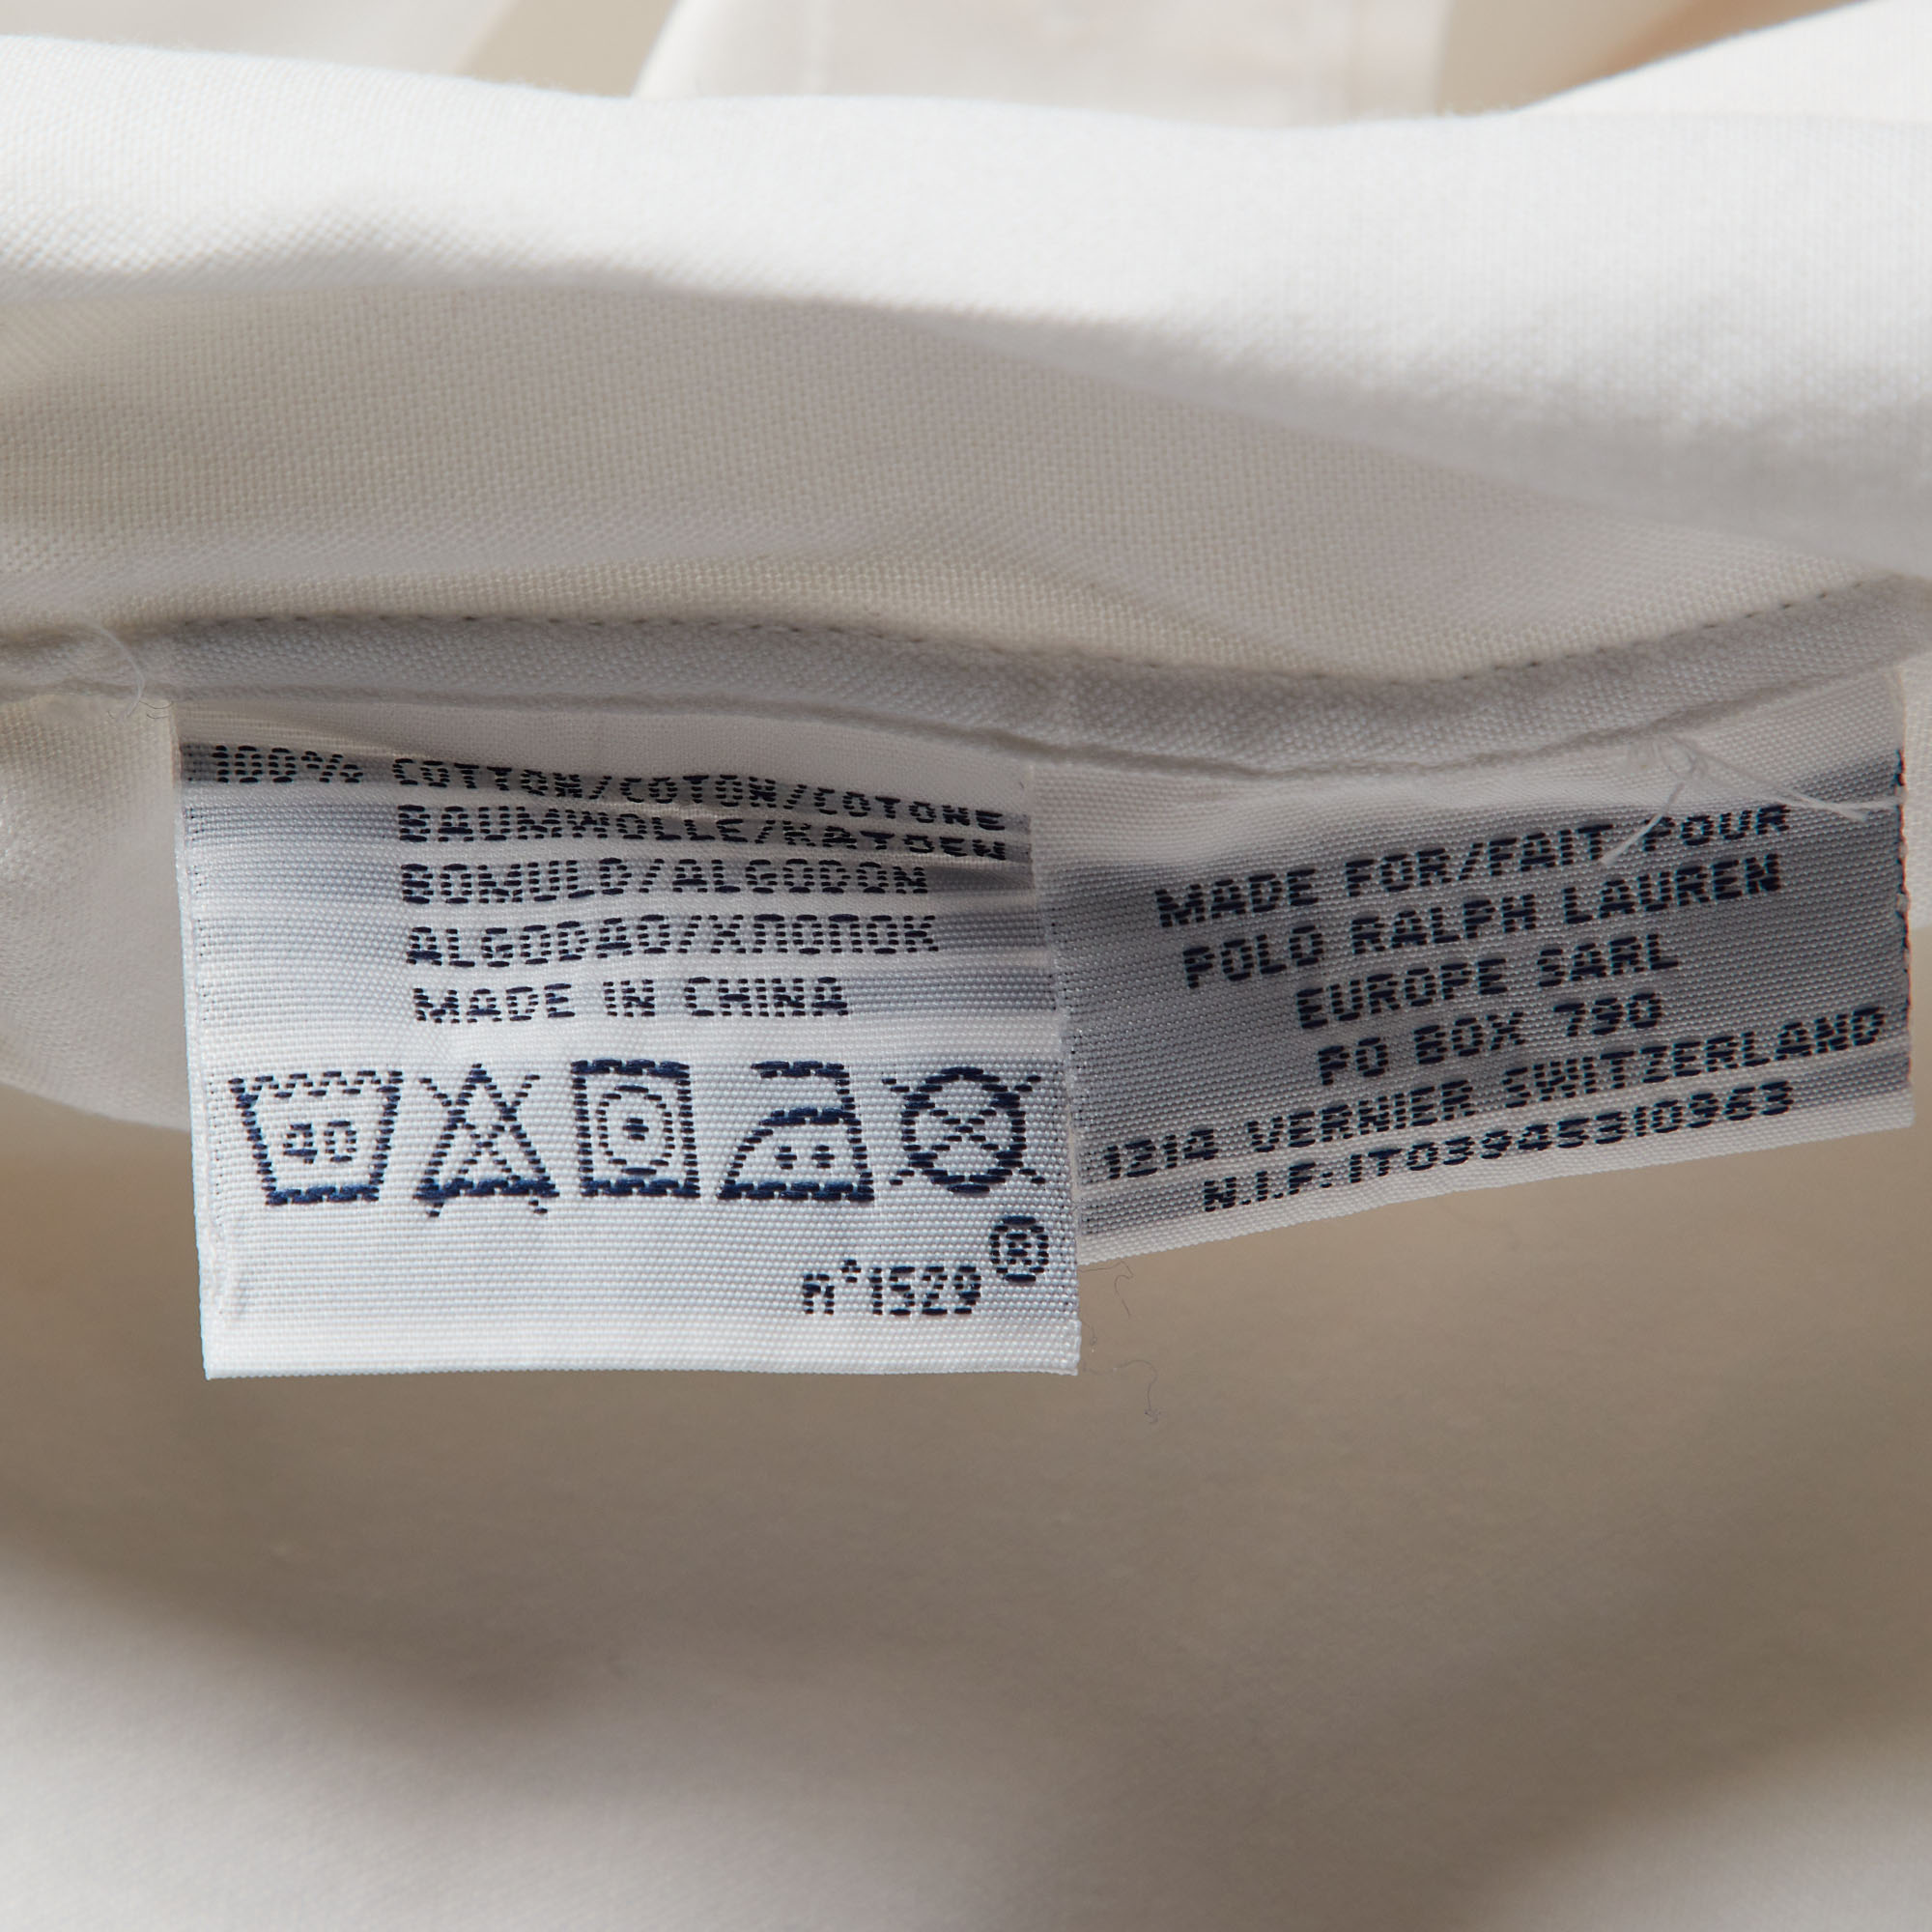 100% COTTON/COTON/COTONE
BAUMWOLLE/KATOEN
BOMULD/ALGODON
ALGODAO/ХЛОПОК
MADE IN CHINA
40
n°1529®
MADE FOR/FAIT POUR
POLO RALPH LAUREN
EUROPE SARL
PO BOX 790
1214 VERNIER SWITZERLAND
N.I.F: IT03945310963